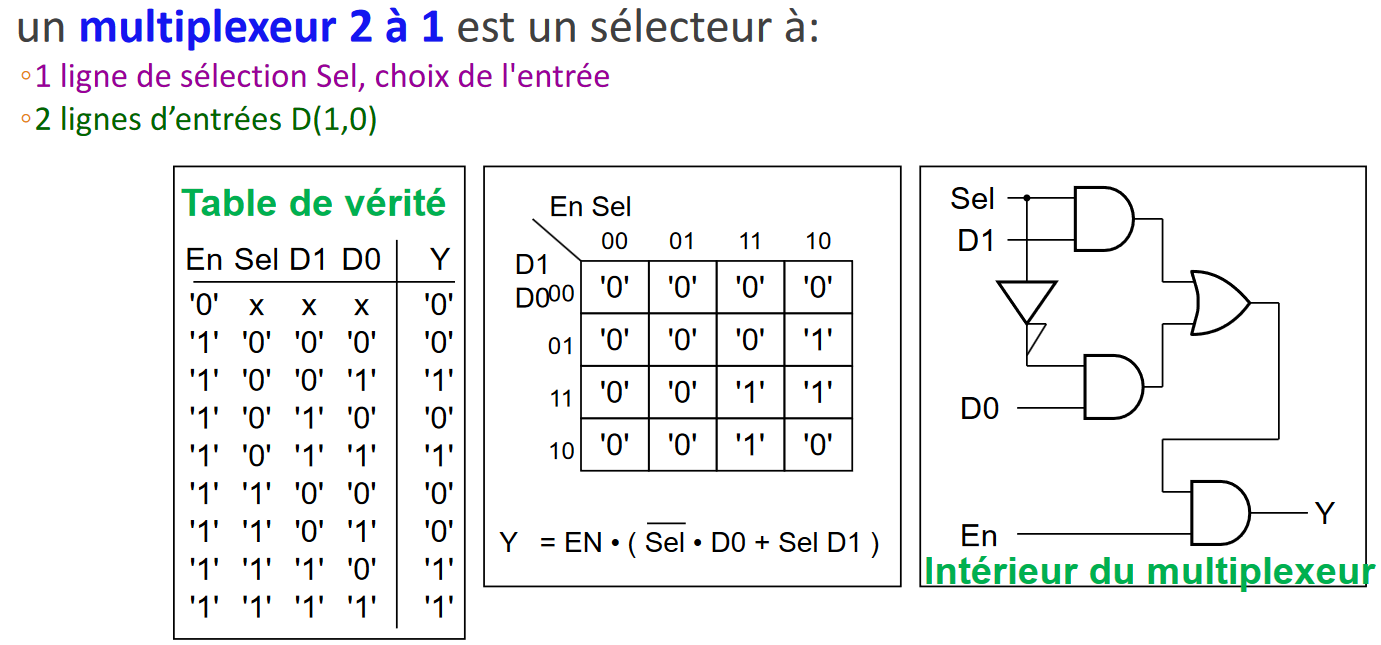 un multiplexeur 2 à 1 est un sélecteur à:
◦1 ligne de sélection Sel, choix de l'entrée
◦2 lignes d’entrées D(1,0)
Table de vérité
En Sel D1 D0 Y
'0' x x x '0'
'1' '0' '0' '0' '0'
'1' '0' '0' '1' '1'
'1' '0' '1' '0' '0'
'1' '0' '1' '1' '1'
'1' '1' '0' '0' '0'
'1' '1' '0' '1' '0'
'1' '1' '1' '0' '1'
'1' '1' '1' '1' '1'
En Sel
00 01 11 10
D1
D0
00 '0' '0' '0' '0'
01 '0' '0' '0' '1'
11 '0' '0' '1' '1'
10 '0' '0' '1' '0'
Y = EN • ( S̅e̅l̅ • D0 + Sel D1 )
Sel
D1
D0
En
Y
Intérieur du multiplexeur